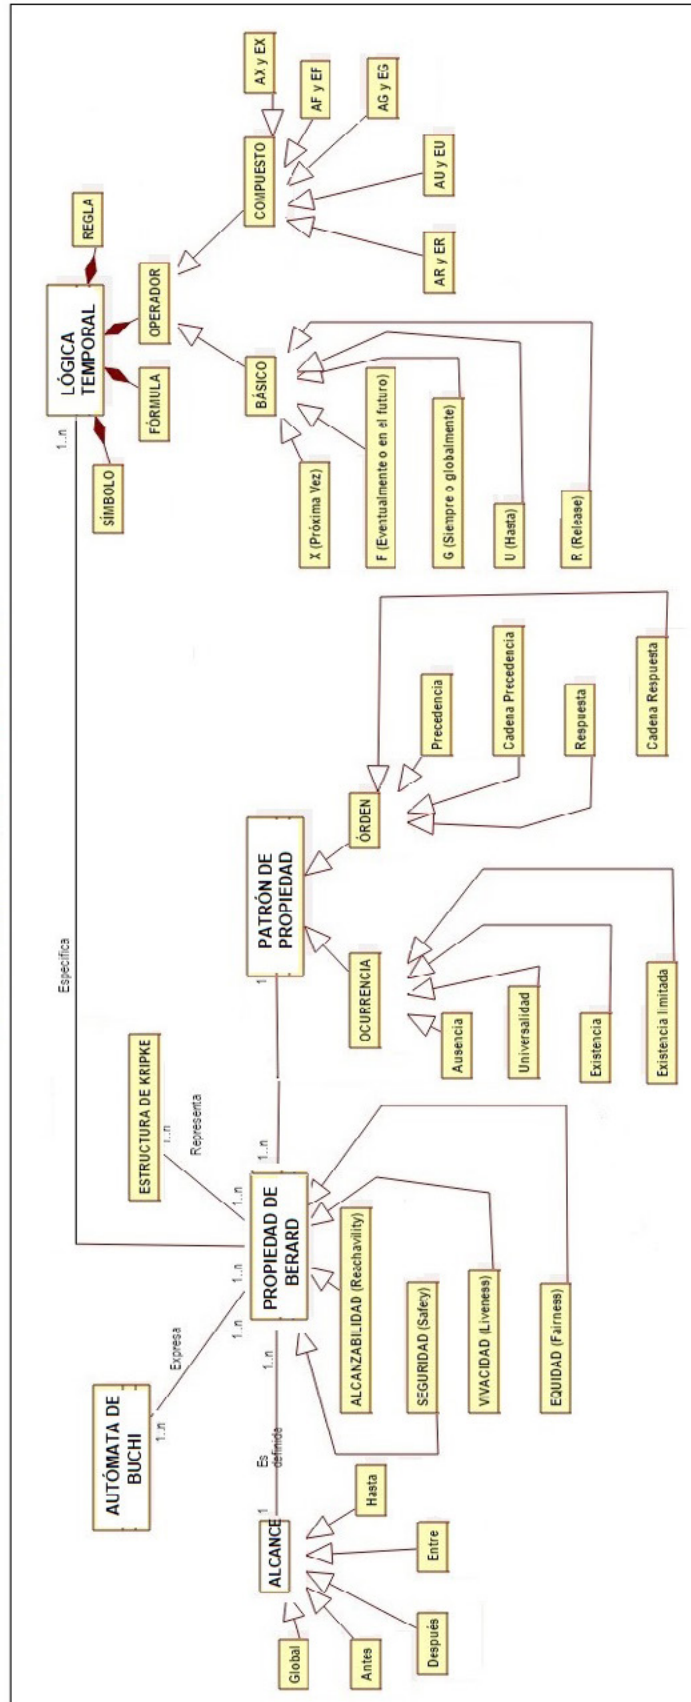 AUTÓMATA DE
BUCHI
1..n
Expresa
1..n
ESTRUCTURA DE KRIPKE
1..n
Representa
1..n
Especifica
1..n
LÓGICA
TEMPORAL
SÍMBOLO
FÓRMULA
OPERADOR
REGLA
BÁSICO
X (Próxima Vez)
F (Eventualmente o en el futuro)
G (Siempre o globalmente)
U (Hasta)
R (Release)
COMPUESTO
AX y EX
AF y EF
AG y EG
AU y EU
AR y ER
ALCANCE
1
Es
definida
1..n
Global
Antes
Después
Entre
Hasta
PROPIEDAD DE
BERARD
1..n
ALCANZABILIDAD (Reachavility)
SEGURIDAD (Safety)
VIVACIDAD (Liveness)
EQUIDAD (Fairness)
1..n
1
PATRÓN DE
PROPIEDAD
OCURRENCIA
Ausencia
Universalidad
Existencia
Existencia limitada
ÓRDEN
Precedencia
Cadena Precedencia
Respuesta
Cadena Respuesta